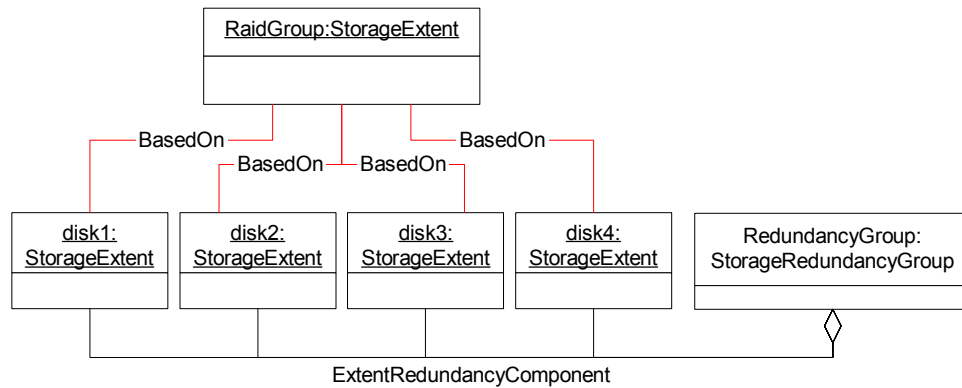 RaidGroup:StorageExtent
BasedOn
BasedOn
BasedOn
BasedOn
disk1:
StorageExtent
disk2:
StorageExtent
disk3:
StorageExtent
disk4:
StorageExtent
RedundancyGroup:
StorageRedundancyGroup
ExtentRedundancyComponent